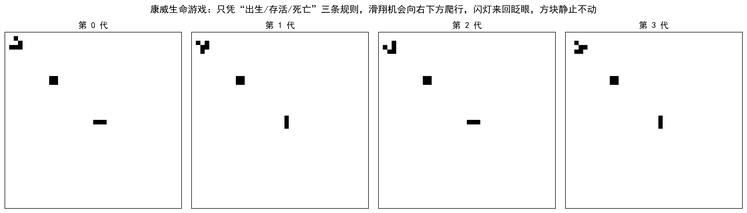 康威生命游戏：只凭“出生/存活/死亡”三条规则，滑翔机会向右下方爬行，闪灯来回眨眼，方块静止不动
第 0 代
第 1 代
第 2 代
第 3 代